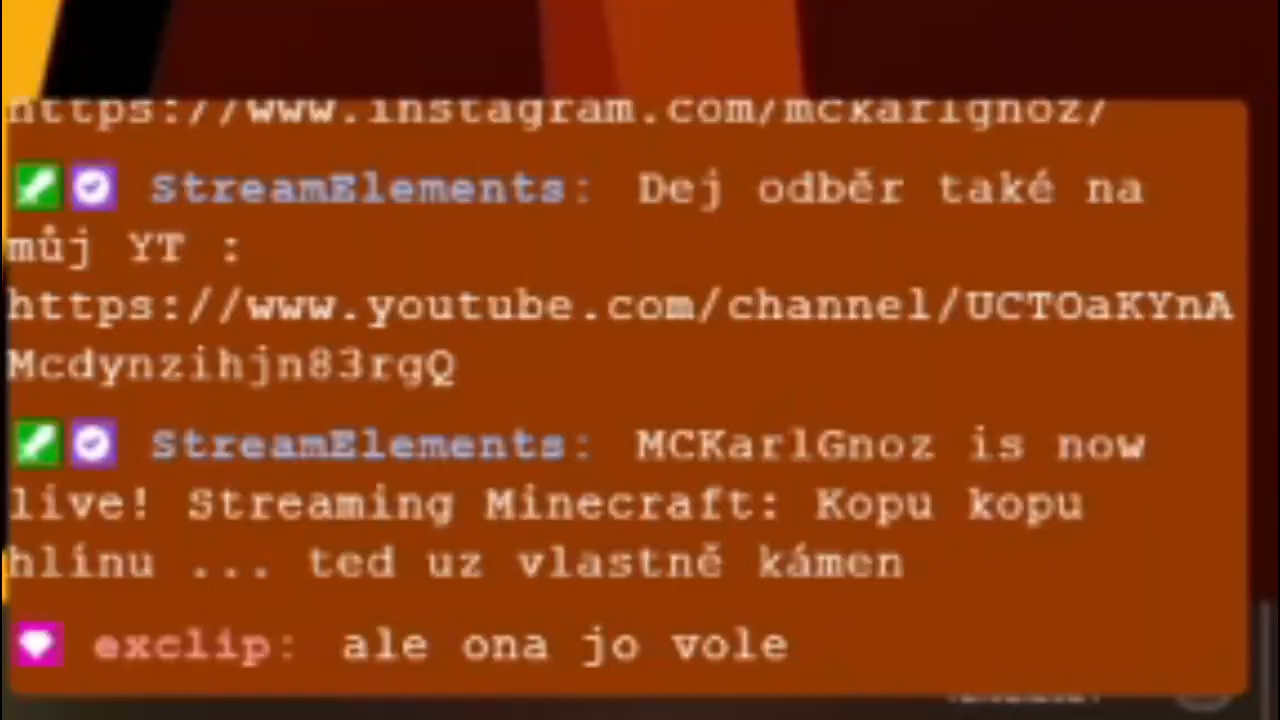 https://www.instagram.com/mckarlgnoz/
StreamElements: Dej odběr také na
můj YT :
https://www.youtube.com/channel/UCTOaKYnA
Mcdynzihjn83rgQ
StreamElements: MCKarlGnoz is now
live! Streaming Minecraft: Kopu kopu
hlínu ... ted uz vlastně kámen
exclip: ale ona jo vole